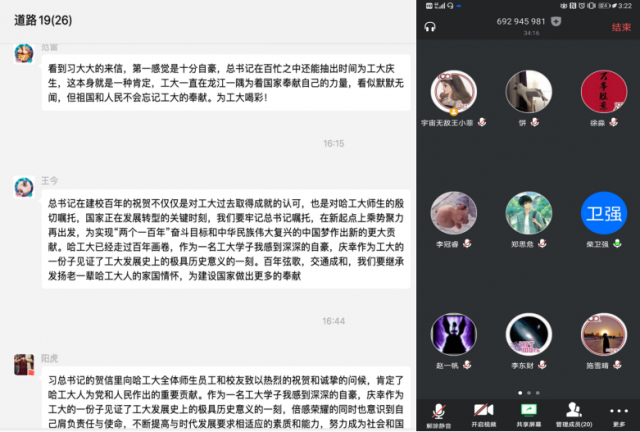 道路19(26)
范富
看到习大大的来信，第一感觉是十分自豪，总书记在百忙之中还能抽出时间为工大庆
生，这本身就是一种肯定，工大一直在龙江一隅为着国家奉献自己的力量，看似默默无
闻，但祖国和人民不会忘记工大的奉献。为工大喝彩！
16:15
王今
总书记在建校百年的祝贺不仅仅是对工大过去取得成就的认可，也是对哈工大师生的殷
切嘱托，国家正在发展转型的关键时刻，我们要牢记总书记嘱托，在新起点上乘势聚力
再出发，为实现“两个一百年”奋斗目标和中华民族伟大复兴的中国梦作出新的更大贡
献。哈工大已经走过百年画卷，作为一名工大学子我感到深深的自豪，庆幸作为工大的
一份子见证了工大发展史上的极具历史意义的一刻。百年弦歌，交通成和，我们要继承
发扬老一辈哈工大人的家国情怀，为建设国家做出更多的奉献
16:44
阳虎
习总书记的贺信里向哈工大全体师生员工和校友致以热烈的祝贺和诚挚的问候，肯定了
哈工大人为党和人民作出的重要贡献。作为一名工大学子我感到深深的自豪，庆幸作为
工大的一份子见证了工大发展史上的极具历史意义的一刻，倍感荣耀的同时也意识到自
己肩负责任与使命，不断提高与时代发展要求相适应的素质和能力，努力成为社会和国
3:22
692 945 981
34:16
结束
宇宙无敌王小菲
饼
徐淼
李冠睿
郑思危
卫强
柴卫强
赵一帆
李东财
施雪晴
解除静音
开启视频
共享屏幕
管理成员(20)
更多